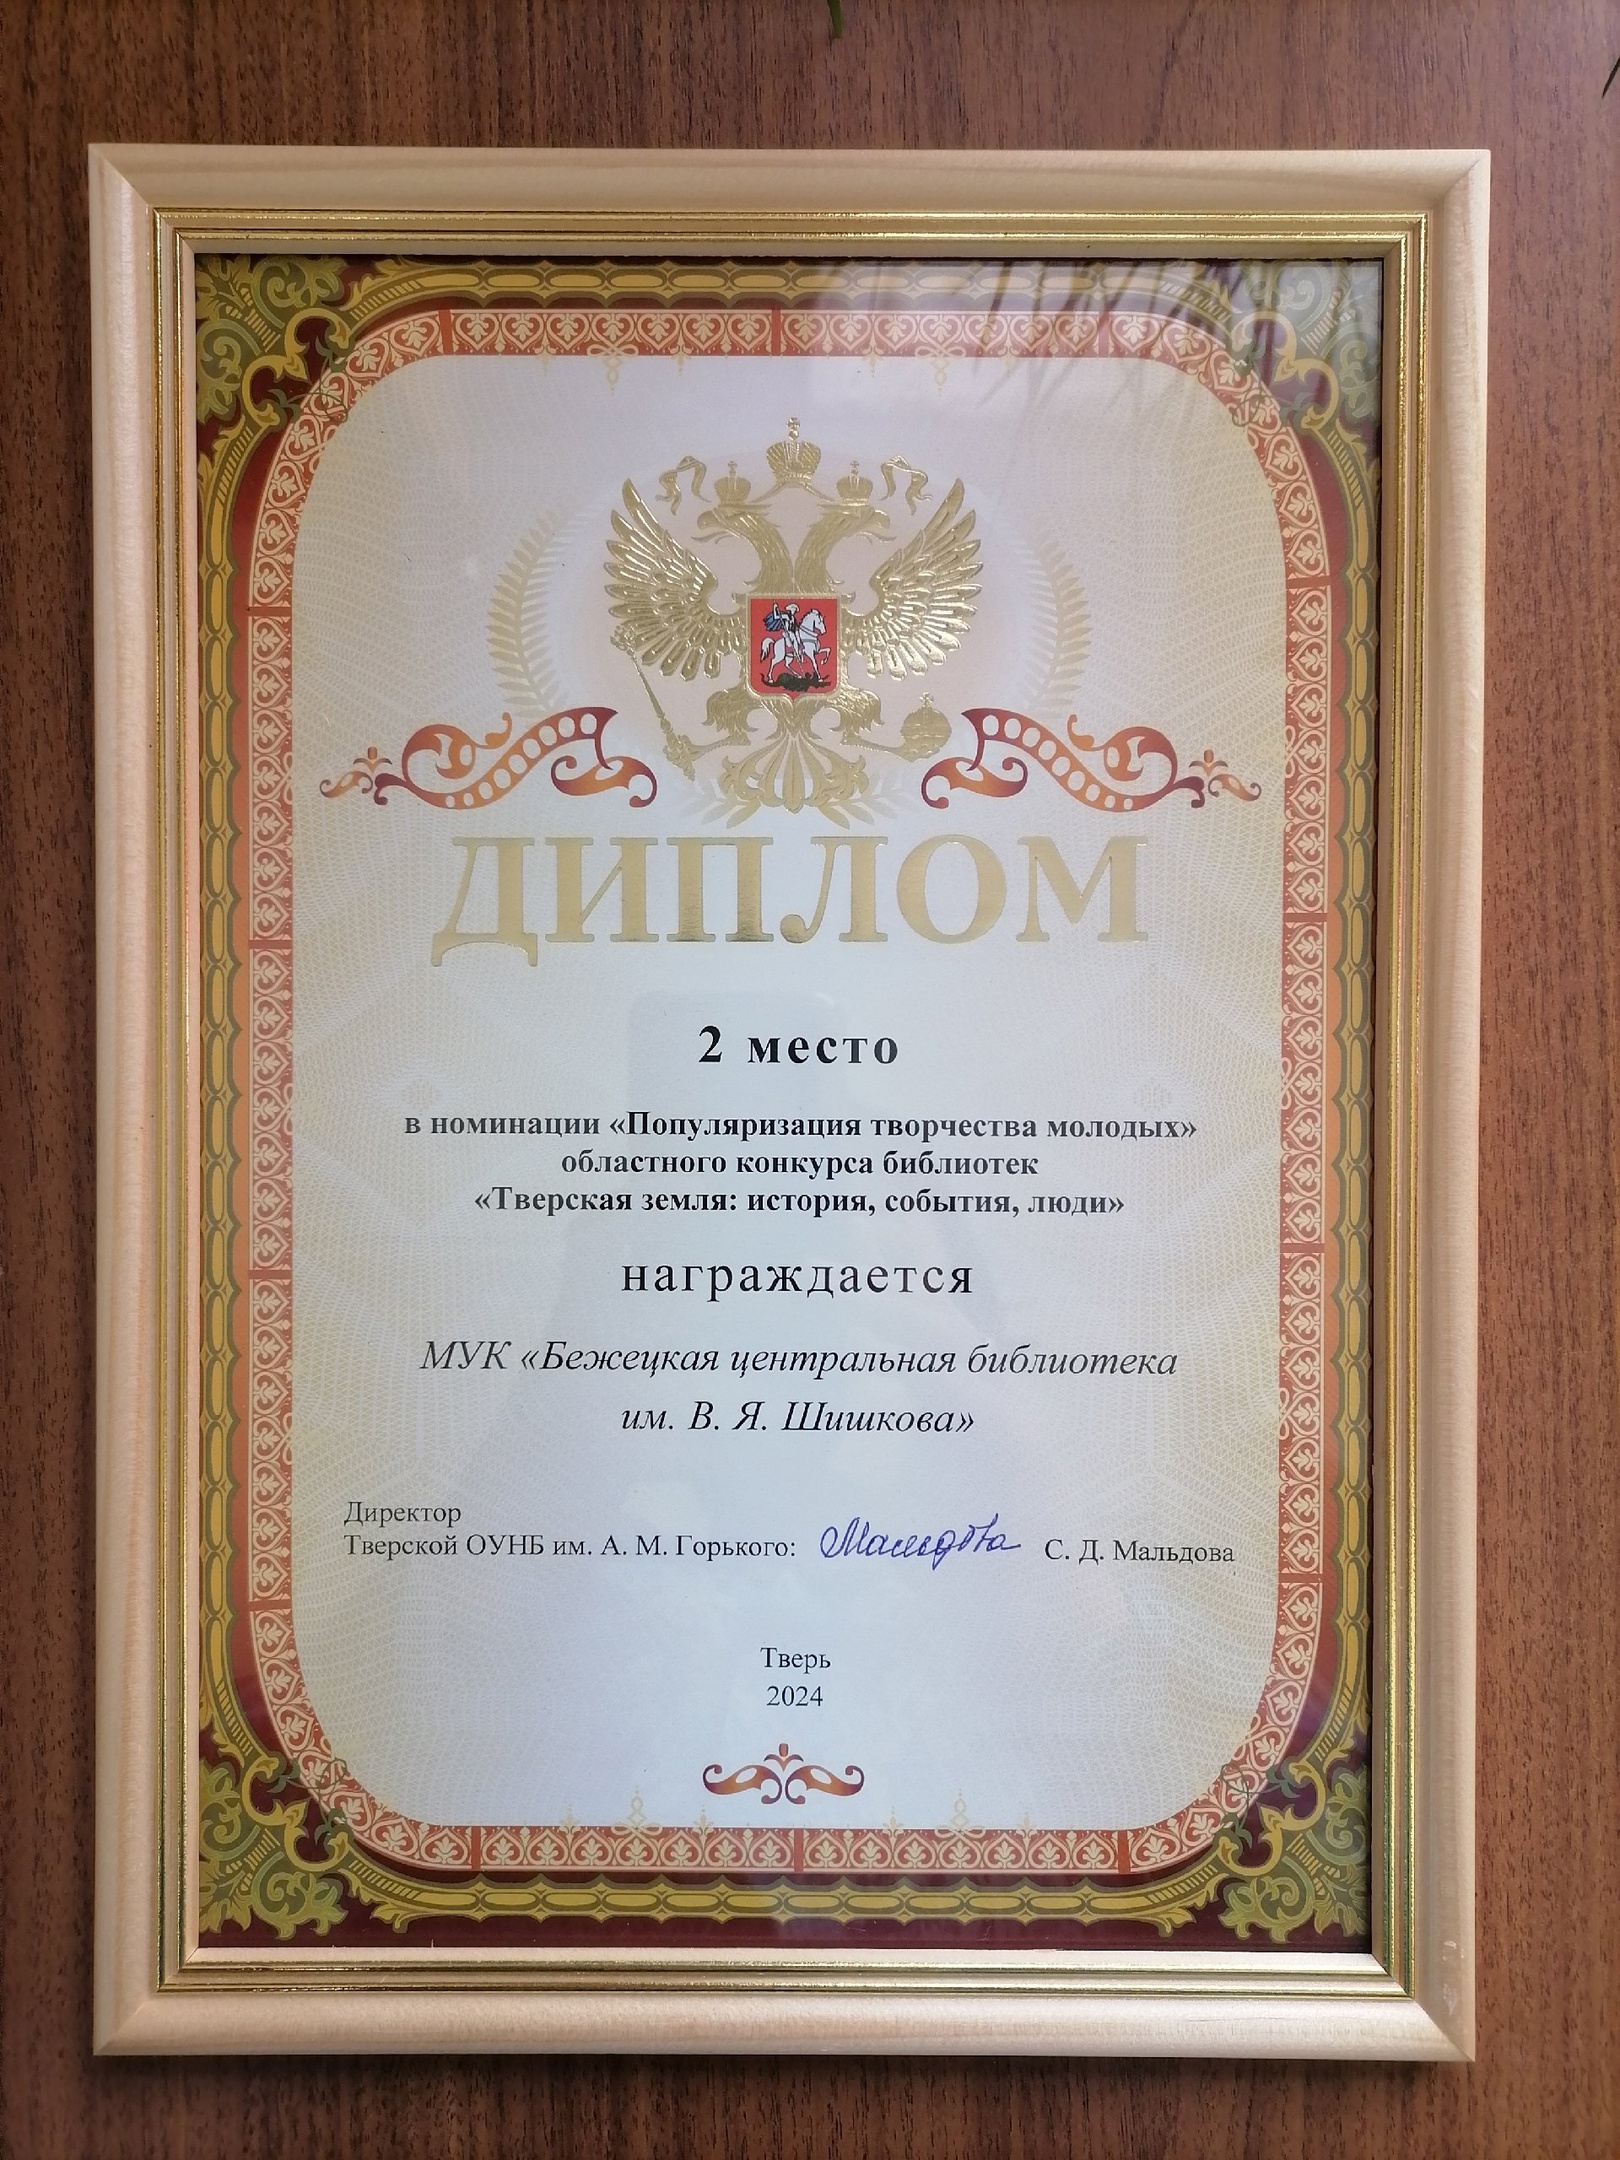 ДИПЛОМ
2 место
в номинации «Популяризация творчества молодых»
областного конкурса библиотек
«Тверская земля: история, события, люди»
награждается
МУК «Бежецкая центральная библиотека
им. В. Я. Шишкова»
Директор
Тверской ОУНБ им. А. М. Горького: Мальдова С. Д. Мальдова
Тверь
2024